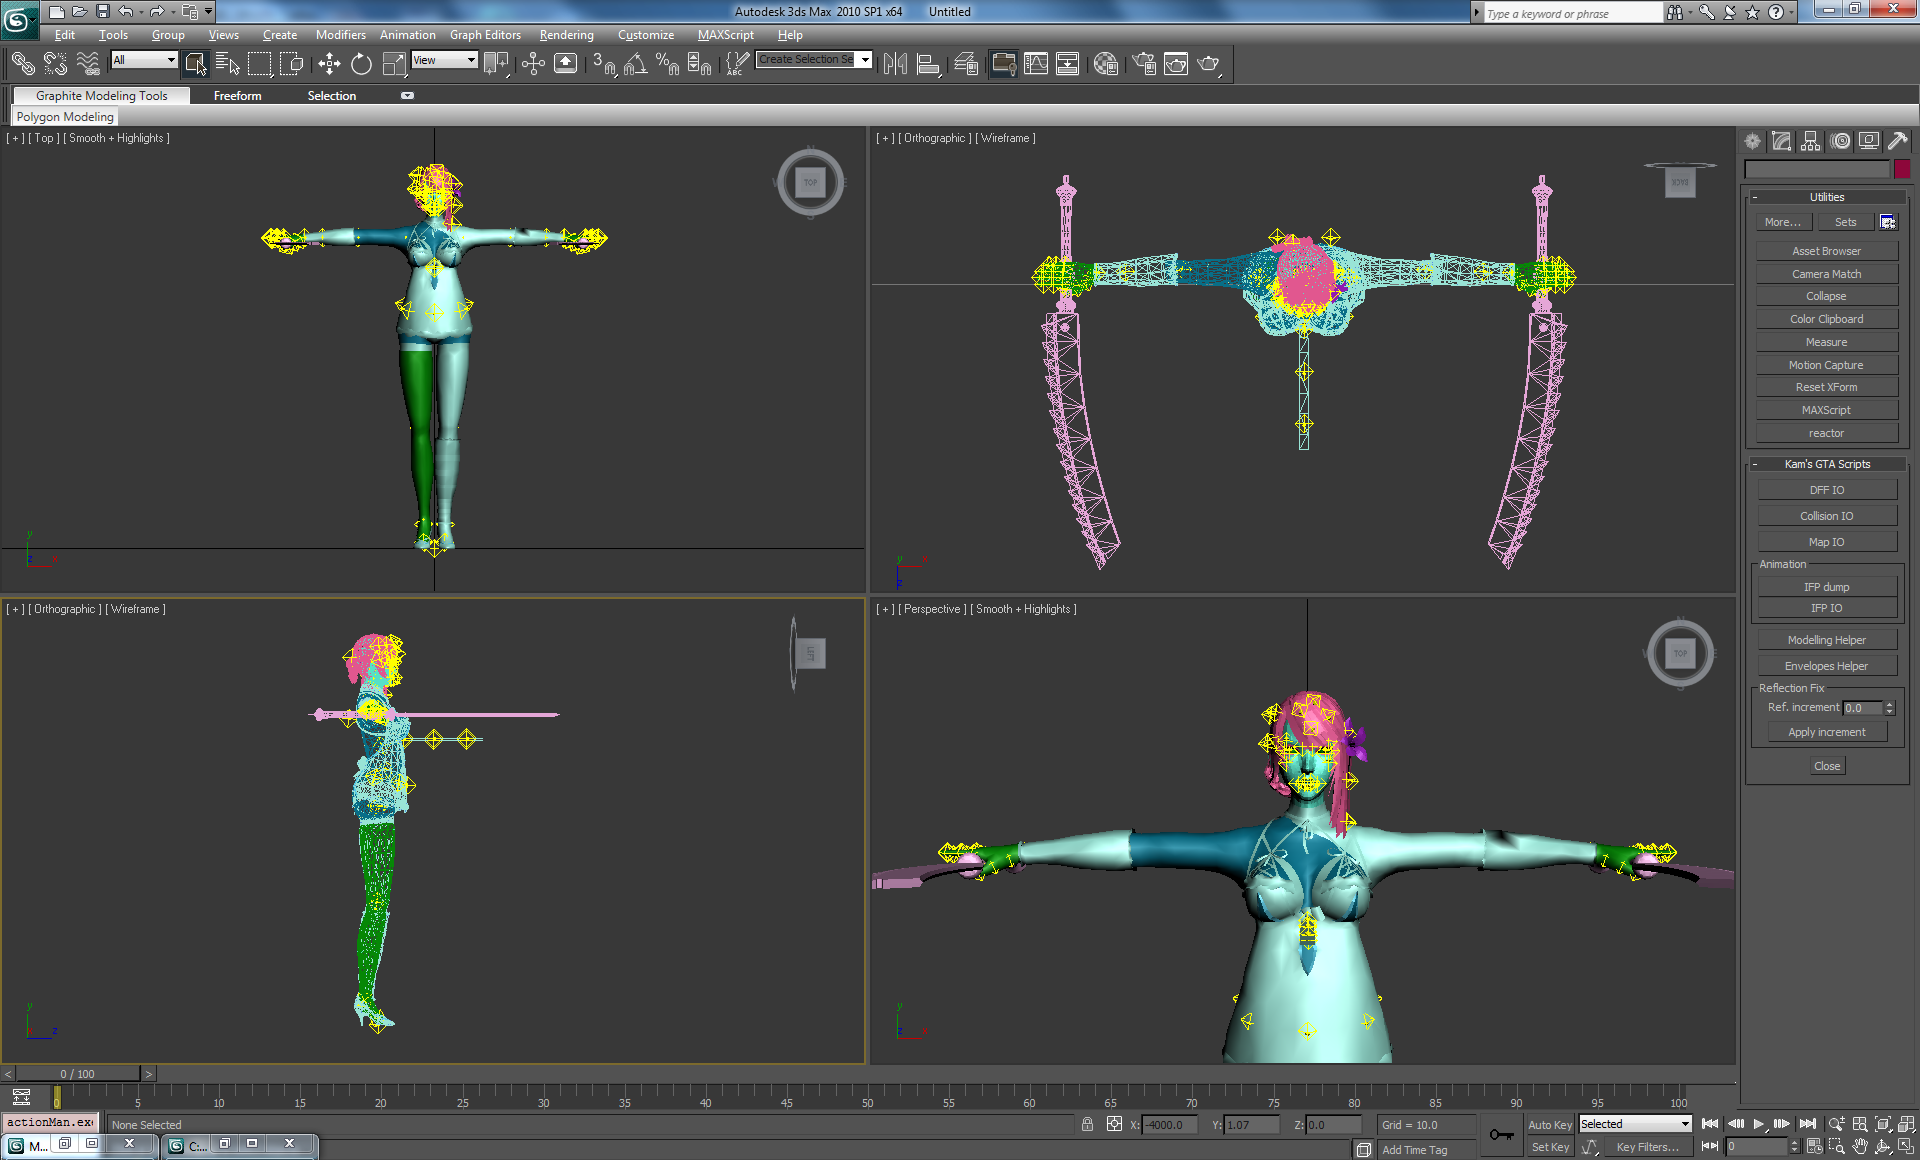 Autodesk 3ds Max 2010 SP1 x64 Untitled
Type a keyword or phrase
Edit Tools Group Views Create Modifiers Animation Graph Editors Rendering Customize MAXScript Help
All
View
3
ABC
Create Selection Se
Graphite Modeling Tools Freeform Selection
Polygon Modeling
[ + ] [ Top ] [ Smooth + Highlights ]
TOP
[ + ] [ Orthographic ] [ Wireframe ]
BACK
Utilities
More... Sets
Asset Browser
Camera Match
Collapse
Color Clipboard
Measure
Motion Capture
Reset XForm
MAXScript
reactor
Kam's GTA Scripts
DFF IO
Collision IO
Map IO
Animation
IFP dump
IFP IO
Modelling Helper
Envelopes Helper
Reflection Fix
Ref. increment 0.0
Apply increment
Close
[ + ] [ Orthographic ] [ Wireframe ]
LEFT
[ + ] [ Perspective ] [ Smooth + Highlights ]
TOP
< 0 / 100 >
0 5 10 15 20 25 30 35 40 45 50 55 60 65 70 75 80 85 90 95 100
actionMan.exe
None Selected
X: -4000.0 Y: 1.07 Z: 0.0
Grid = 10.0
Auto Key Selected
Add Time Tag
Set Key Key Filters... 0
M...
C:...